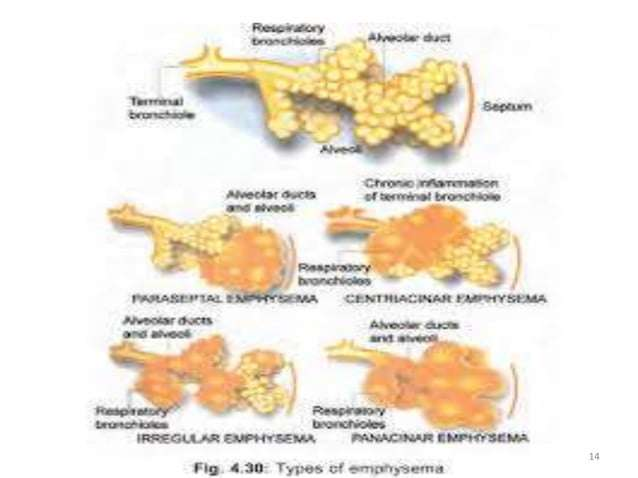 Respiratory
bronchioles
Alveolar duct
Terminal
bronchiole
Septum
Alveoli
Alveolar ducts
and alveoli
Chronic inflammation
of terminal bronchiole
Respiratory
bronchioles
PARASEPTAL EMPHYSEMA
CENTRIACINAR EMPHYSEMA
Alveolar ducts
and alveoli
Alveolar ducts
and alveoli
Respiratory
bronchioles
Respiratory
bronchioles
IRREGULAR EMPHYSEMA
PANACINAR EMPHYSEMA
14
Fig. 4.30: Types of emphysema